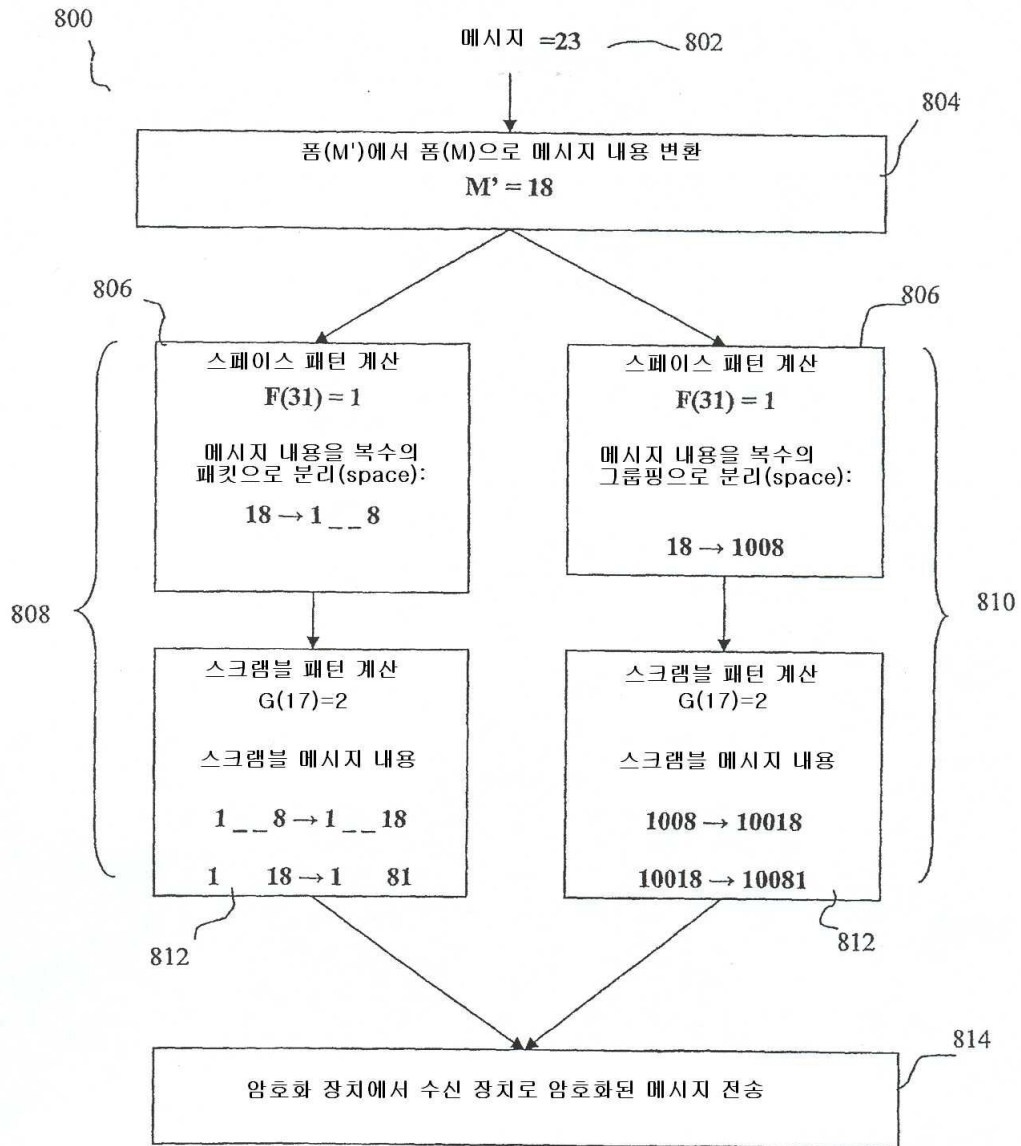 800
메시지 =23
802
804
폼(M')에서 폼(M)으로 메시지 내용 변환
M’ = 18
806
스페이스 패턴 계산
F(31) = 1
메시지 내용을 복수의
패킷으로 분리(space):
18 → 1 _ _ 8
806
스페이스 패턴 계산
F(31) = 1
메시지 내용을 복수의
그룹핑으로 분리(space):
18 → 1008
808
810
스크램블 패턴 계산
G(17)=2
스크램블 메시지 내용
1 _ _ 8 → 1 _ _ 18
1 18 → 1 81
812
스크램블 패턴 계산
G(17)=2
스크램블 메시지 내용
1008 → 10018
10018 → 10081
812
814
암호화 장치에서 수신 장치로 암호화된 메시지 전송